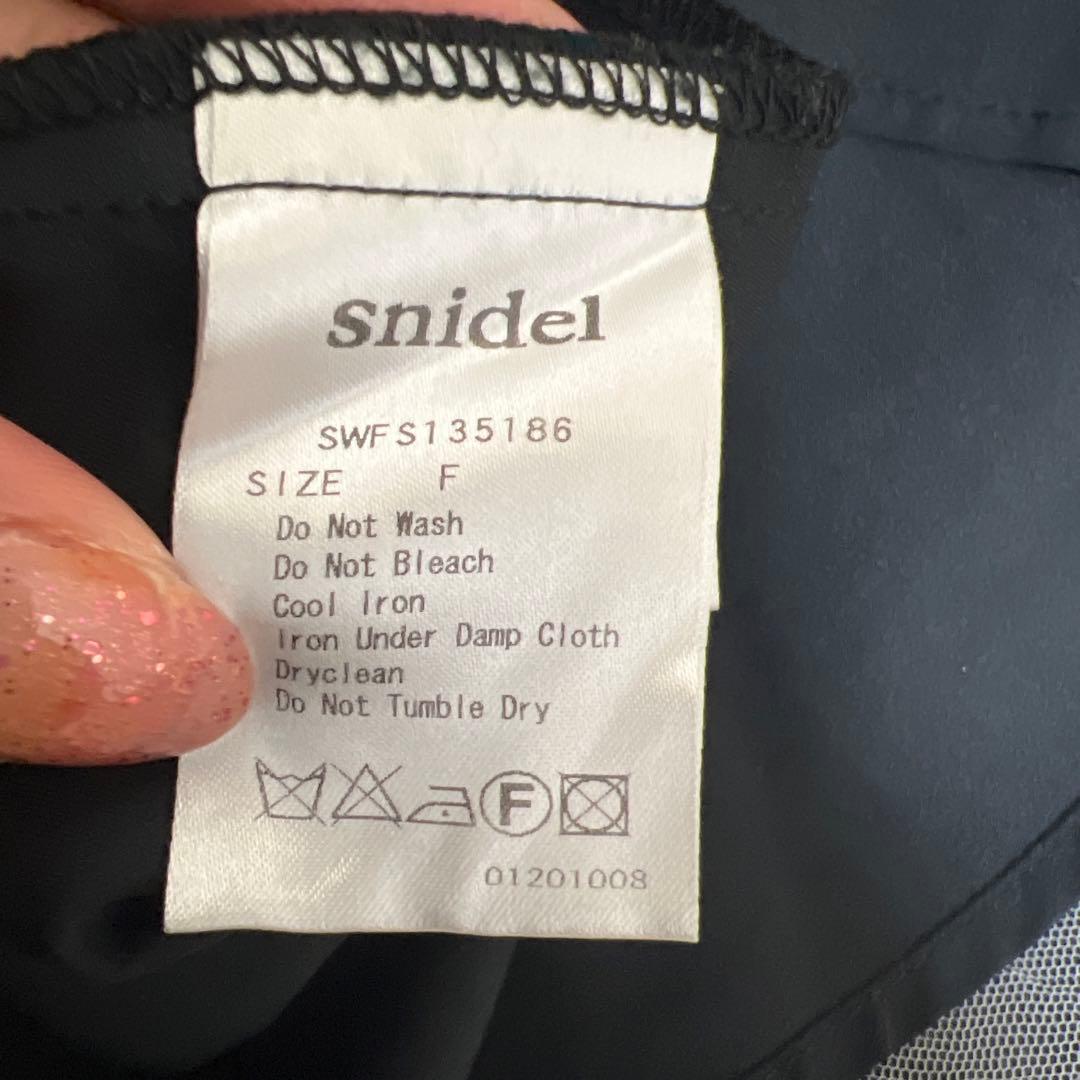 snidel
SWFS135186
SIZE F
Do Not Wash
Do Not Bleach
Cool Iron
Iron Under Damp Cloth
Dryclean
Do Not Tumble Dry
F
01201008